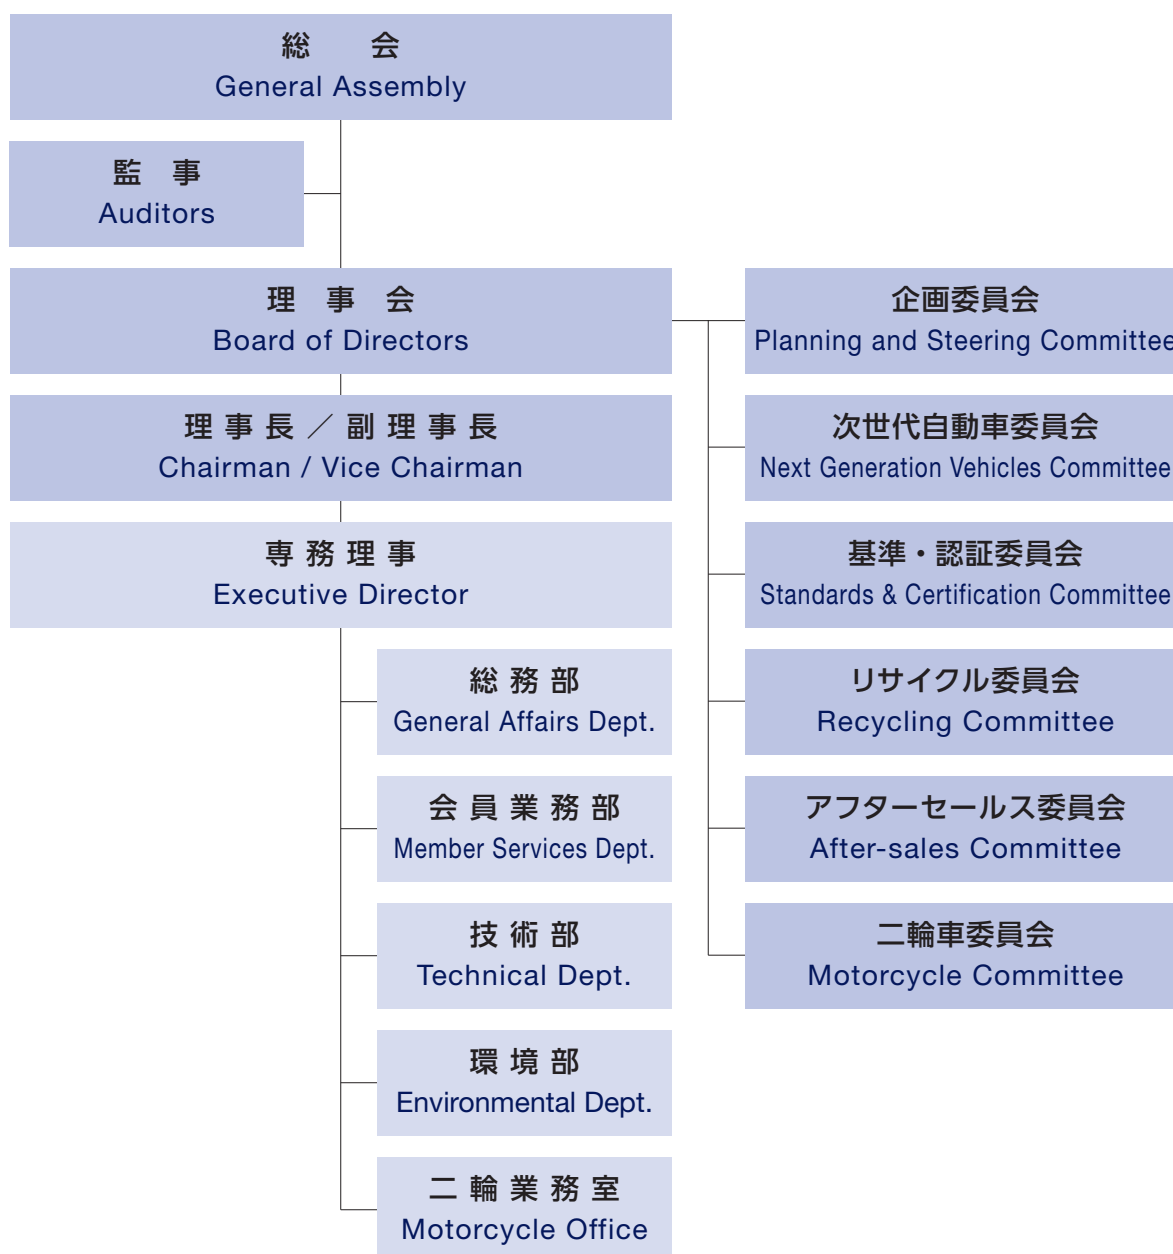 総　会
General Assembly
監　事
Auditors
理　事　会
Board of Directors
理 事 長 ／ 副 理 事 長
Chairman / Vice Chairman
専 務 理 事
Executive Director
総 務 部
General Affairs Dept.
会 員 業 務 部
Member Services Dept.
技 術 部
Technical Dept.
環 境 部
Environmental Dept.
二 輪 業 務 室
Motorcycle Office
企画委員会
Planning and Steering Committee
次世代自動車委員会
Next Generation Vehicles Committee
基準・認証委員会
Standards & Certification Committee
リサイクル委員会
Recycling Committee
アフターセールス委員会
After-sales Committee
二輪車委員会
Motorcycle Committee